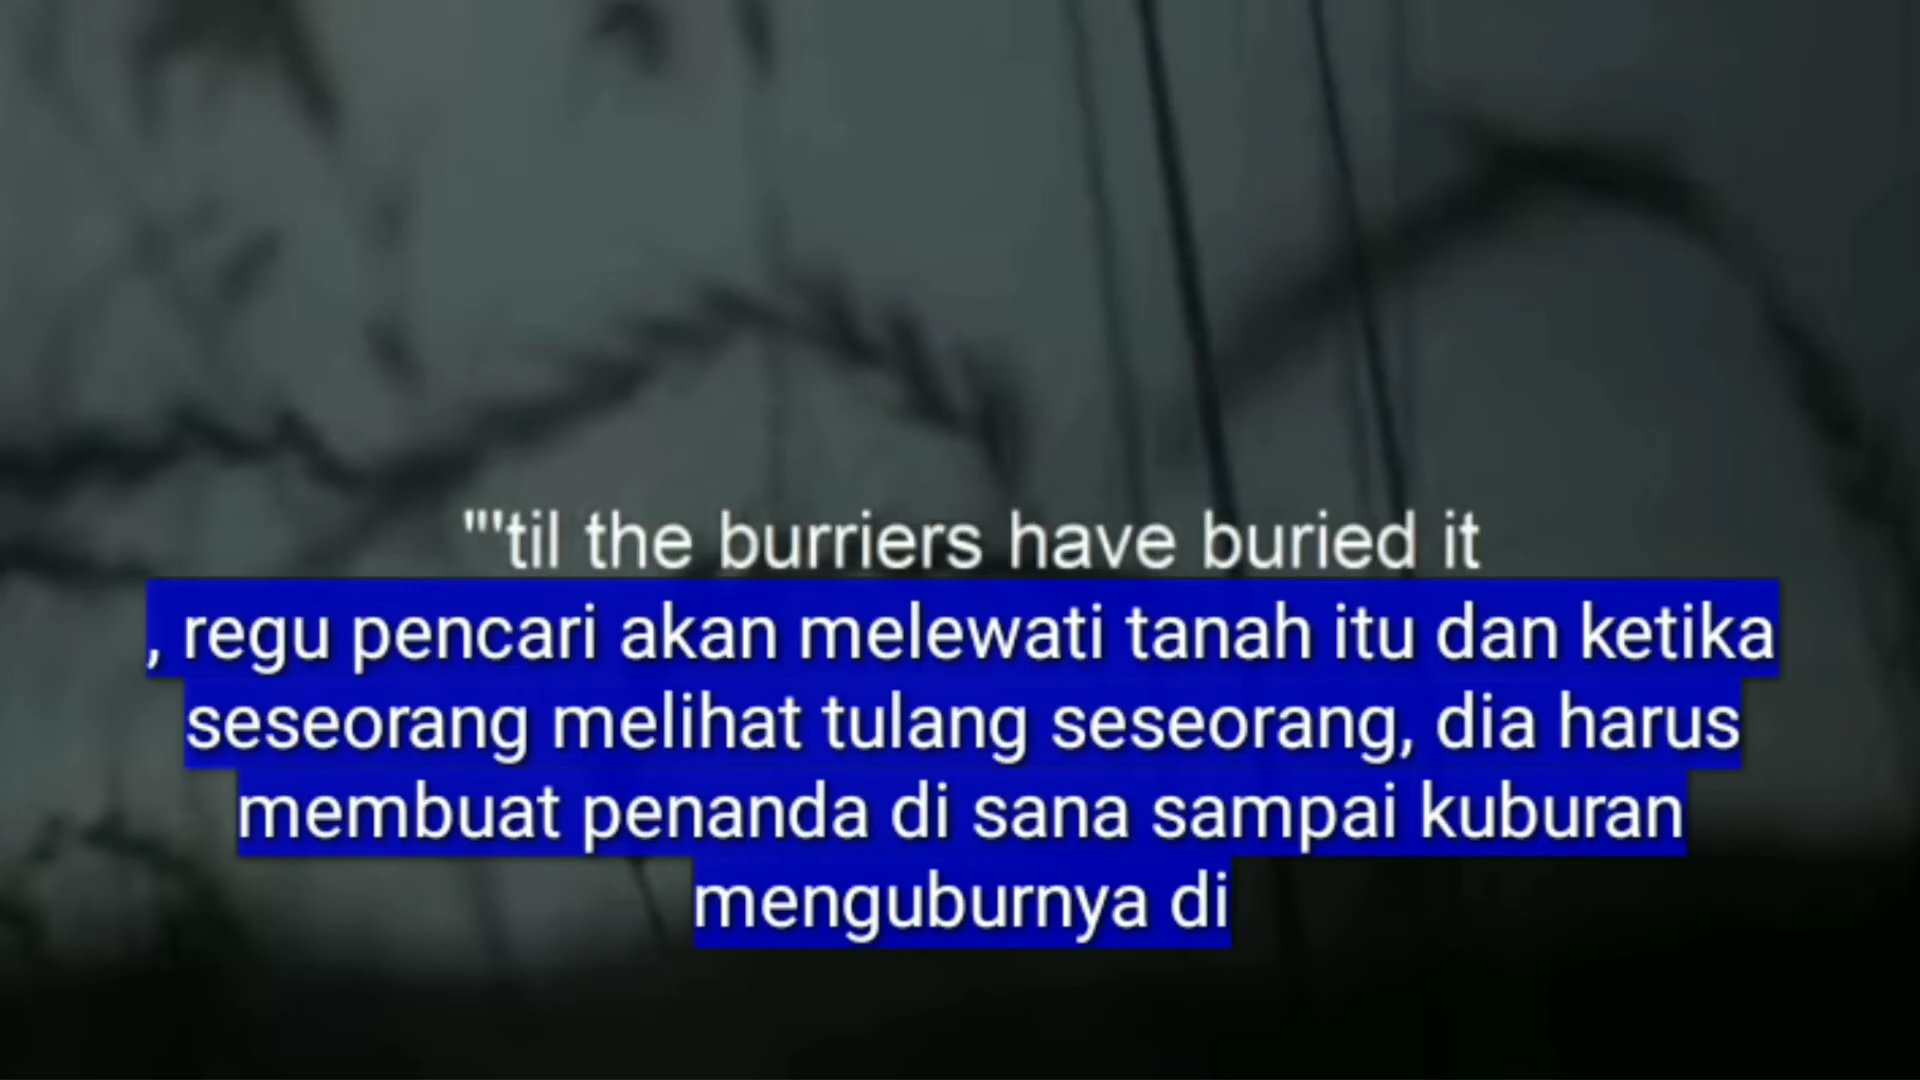 "'til the burriers have buried it
, regu pencari akan melewati tanah itu dan ketika
seseorang melihat tulang seseorang, dia harus
membuat penanda di sana sampai kuburan
menguburnya di